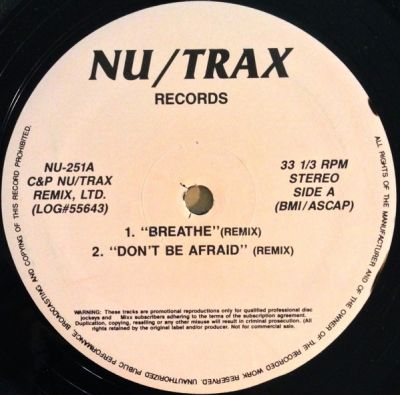 NU/TRAX
RECORDS
NU-251A
C&P NU/TRAX
REMIX, LTD.
(LOG#55643)
33 1/3 RPM
STEREO
SIDE A
(BMI/ASCAP)
1. “BREATHE” (REMIX)
2. “DON’T BE AFRAID” (REMIX)
WARNING: These tracks are promotional reproductions only for qualified professional disc
jockeys and Mixx subscribers adhering to the terms of the subscription agreement.
Duplication, copying, reselling or any other misuse will result in criminal prosecution. (All
rights retained by the original label and/or producer. Not for commercial sale.
ALL RIGHTS OF THE MANUFACTURER AND OF THE OWNER OF THE RECORDED WORK RESERVED. UNAUTHORIZED PUBLIC PERFORMANCE, BROADCASTING AND COPYING OF THIS RECORD PROHIBITED.